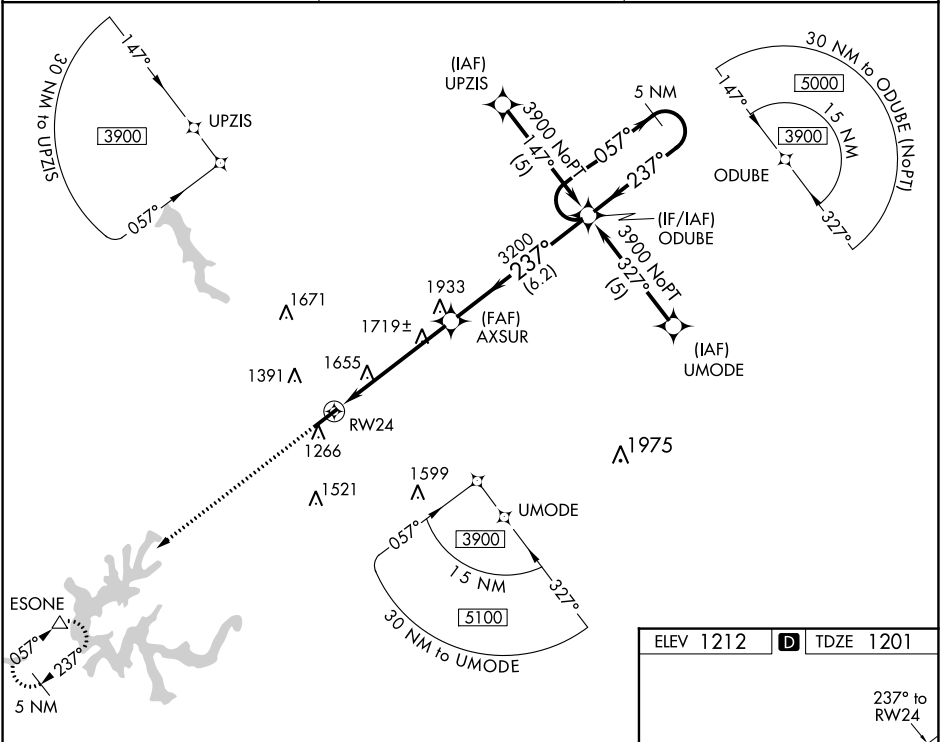 147°
30 NM to UPZIS
3900
UPZIS
057°
(IAF)
UPZIS
3900 NoPT
147°
(5)
5 NM
057°
237°
(IF/IAF)
ODUBE
3900 NoPT
327°
(5)
(IAF)
UMODE
30 NM to ODUBE (NoPT)
5000
15 NM
3900
147°
ODUBE
327°
3200
237°
(6.2)
1933
(FAF)
AXSUR
1671
1719±
1655
1391
RW24
1266
1521
1599
1975
UMODE
057°
3900
15 NM
327°
5100
30 NM to UMODE
ESONE
057°
237°
5 NM
ELEV 1212 D TDZE 1201
237° to
RW24